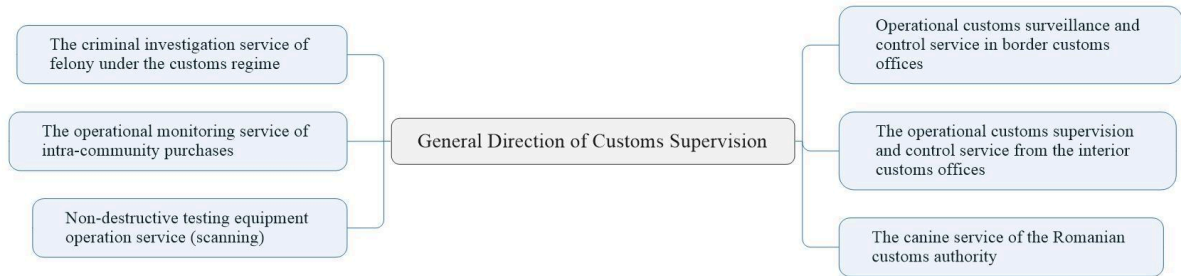 The criminal investigation service of
felony under the customs regime
The operational monitoring service of
intra-community purchases
Non-destructive testing equipment
operation service (scanning)
General Direction of Customs Supervision
Operational customs surveillance and
control service in border customs
offices
The operational customs supervision
and control service from the interior
customs offices
The canine service of the Romanian
customs authority